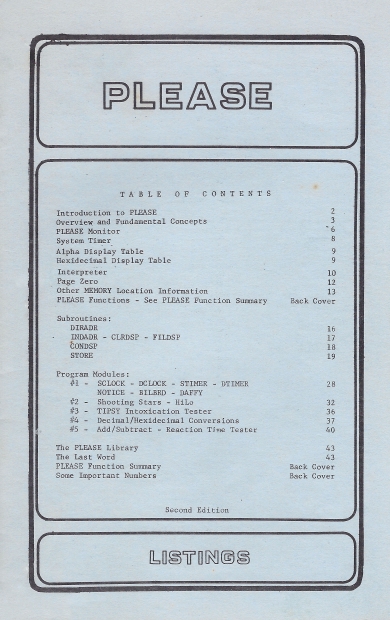 PLEASE
TABLE OF CONTENTS
Introduction to PLEASE 2
Overview and Fundamental Concepts 3
PLEASE Monitor 6
System Timer 8
Alpha Display Table 9
Hexidecimal Display Table 9
Interpreter 10
Page Zero 12
Other MEMORY Location Information 13
PLEASE Functions - See PLEASE Function Summary Back Cover
Subroutines:
DIRADR 16
INDADR - CLRDSP - FILDSP 17
CONDSP 18
STORE 19
Program Modules:
#1 - SCLOCK - DCLOCK - STIMER - DTIMER 28
NOTICE - BILBRD - DAFFY
#2 - Shooting Stars - HiLo 32
#3 - TIPSY Intoxication Tester 36
#4 - Decimal/Hexidecimal Conversions 37
#5 - Add/Subtract - Reaction Time Tester 40
The PLEASE Library 43
The Last Word 43
PLEASE Function Summary Back Cover
Some Important Numbers Back Cover
Second Edition
LISTINGS